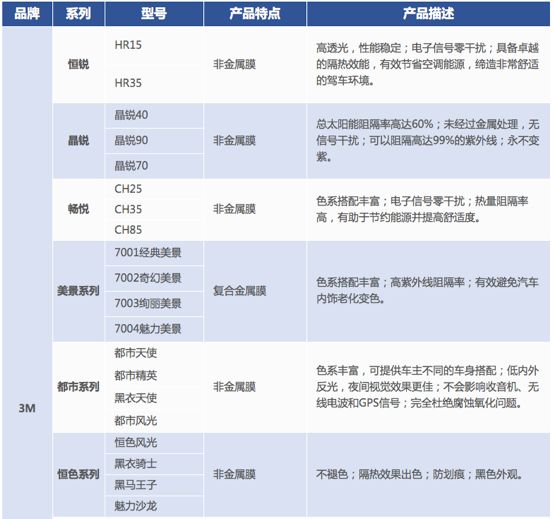 品牌 系列 型号 产品特点 产品描述
3M
恒锐
HR15
HR35
非金属膜
高透光，性能稳定；电子信号零干扰；具备卓越
的隔热效能，有效节省空调能源，缔造非常舒适
的驾车环境。
晶锐
晶锐40
晶锐90
晶锐70
非金属膜
总太阳能阻隔率高达60%；未经过金属处理，无
信号干扰；可以阻隔高达99%的紫外线；永不变
紫。
畅悦
CH25
CH35
CH85
非金属膜
色系搭配丰富；电子信号零干扰；热量阻隔率
高，有助于节约能源并提高舒适度。
美景系列
7001经典美景
7002奇幻美景
7003绚丽美景
7004魅力美景
复合金属膜
色系搭配丰富；高紫外线阻隔率；有效避免汽车
内饰老化变色。
都市系列
都市天使
都市精英
黑衣天使
都市风光
非金属膜
色系丰富，可提供车主不同的车身搭配；低内外
反光，夜间视觉效果更佳；不会影响收音机、无
线电波和GPS信号；完全杜绝腐蚀氧化问题。
恒色系列
恒色风光
黑衣骑士
黑马王子
魅力沙龙
非金属膜
不褪色；隔热效果出色；防划痕；黑色外观。